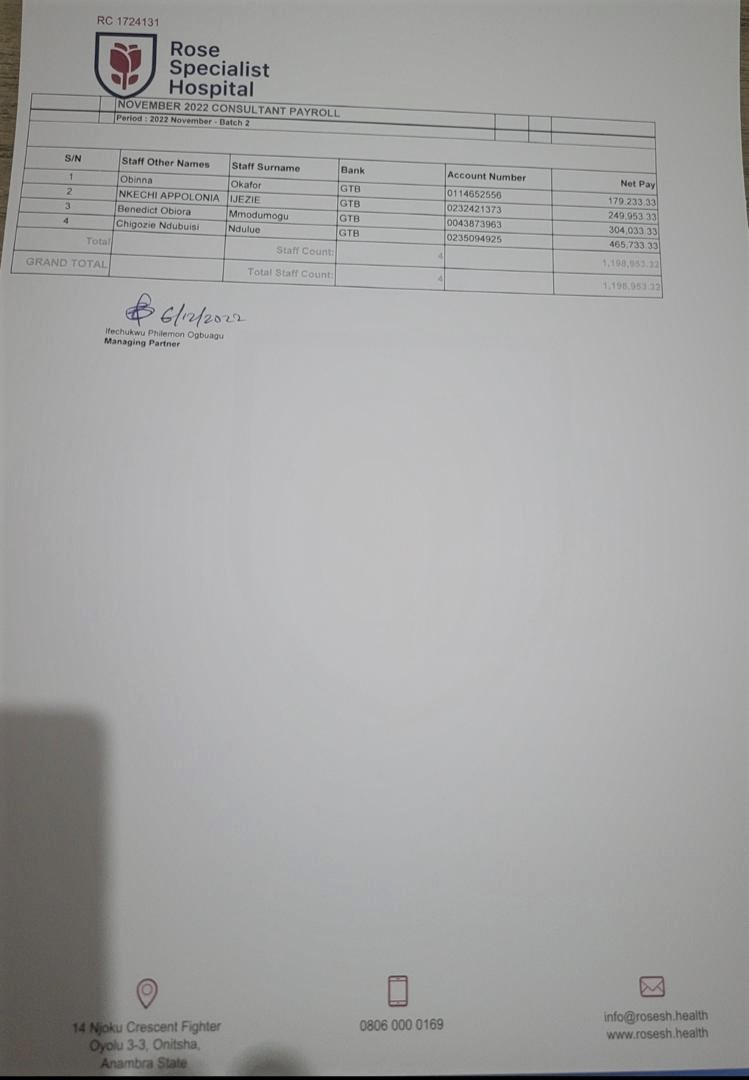 RC 1724131
Rose
Specialist
Hospital
NOVEMBER 2022 CONSULTANT PAYROLL
Period : 2022 November - Batch 2
S/N Staff Other Names Staff Surname Bank Account Number Net Pay
1 Obinna Okafor GTB 0114652556 179,233.33
2 NKECHI APPOLONIA IJEZIE GTB 0232421373 249,953.33
3 Benedict Obiora Mmodumogu GTB 0043873963 304,033.33
4 Chigozie Ndubuisi Ndulue GTB 0235094925 465,733.33
Total Staff Count: 4 1,198,953.32
GRAND TOTAL Total Staff Count: 4 1,198,953.32
6/12/2022
Ifechukwu Philemon Ogbuagu
Managing Partner
14 Njoku Crescent Fighter
Oyolu 3-3, Onitsha,
Anambra State
0806 000 0169
info@rosesh.health
www.rosesh.health